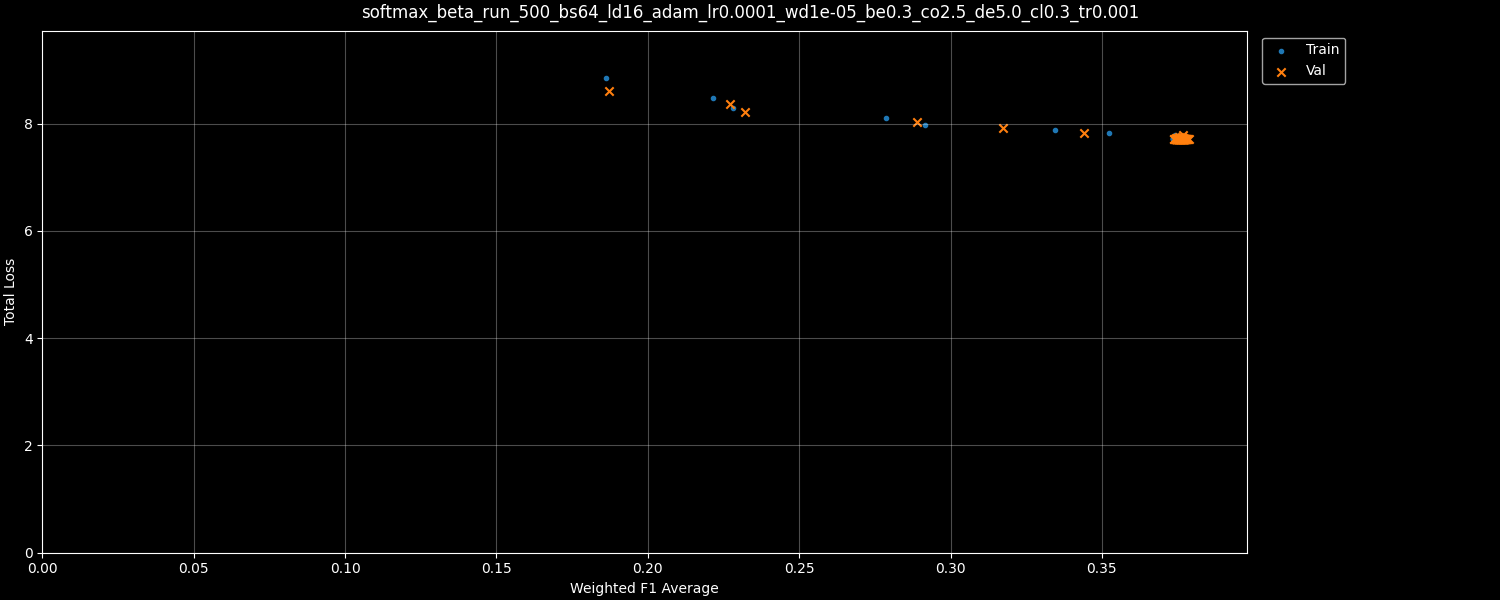 softmax_beta_run_500_bs64_ld16_adam_lr0.0001_wd1e-05_be0.3_co2.5_de5.0_cl0.3_tr0.001
Train
Val
Total Loss
8
6
4
2
0
0.00 0.05 0.10 0.15 0.20 0.25 0.30 0.35
Weighted F1 Average